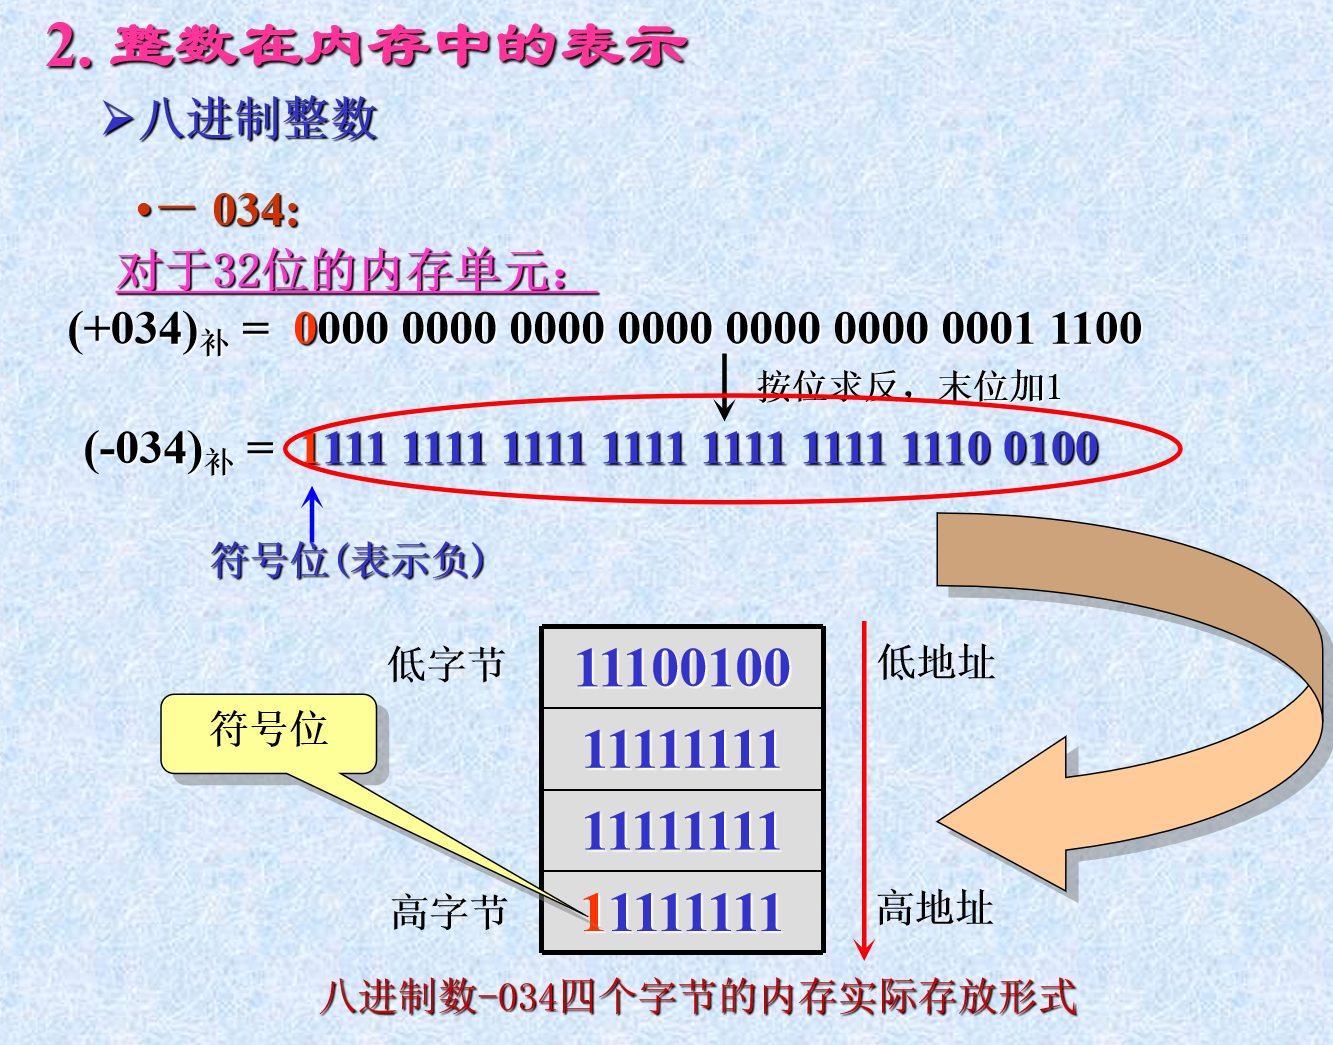 2. 整数在内存中的表示
➢八进制整数
•－ 034:
对于32位的内存单元：
(+034)补 = 0000 0000 0000 0000 0000 0000 0001 1100
按位求反，末位加1
(-034)补 = 1111 1111 1111 1111 1111 1111 1110 0100
符号位(表示负)
低字节 11100100 低地址
符号位 11111111
11111111
高字节 11111111 高地址
八进制数-034四个字节的内存实际存放形式